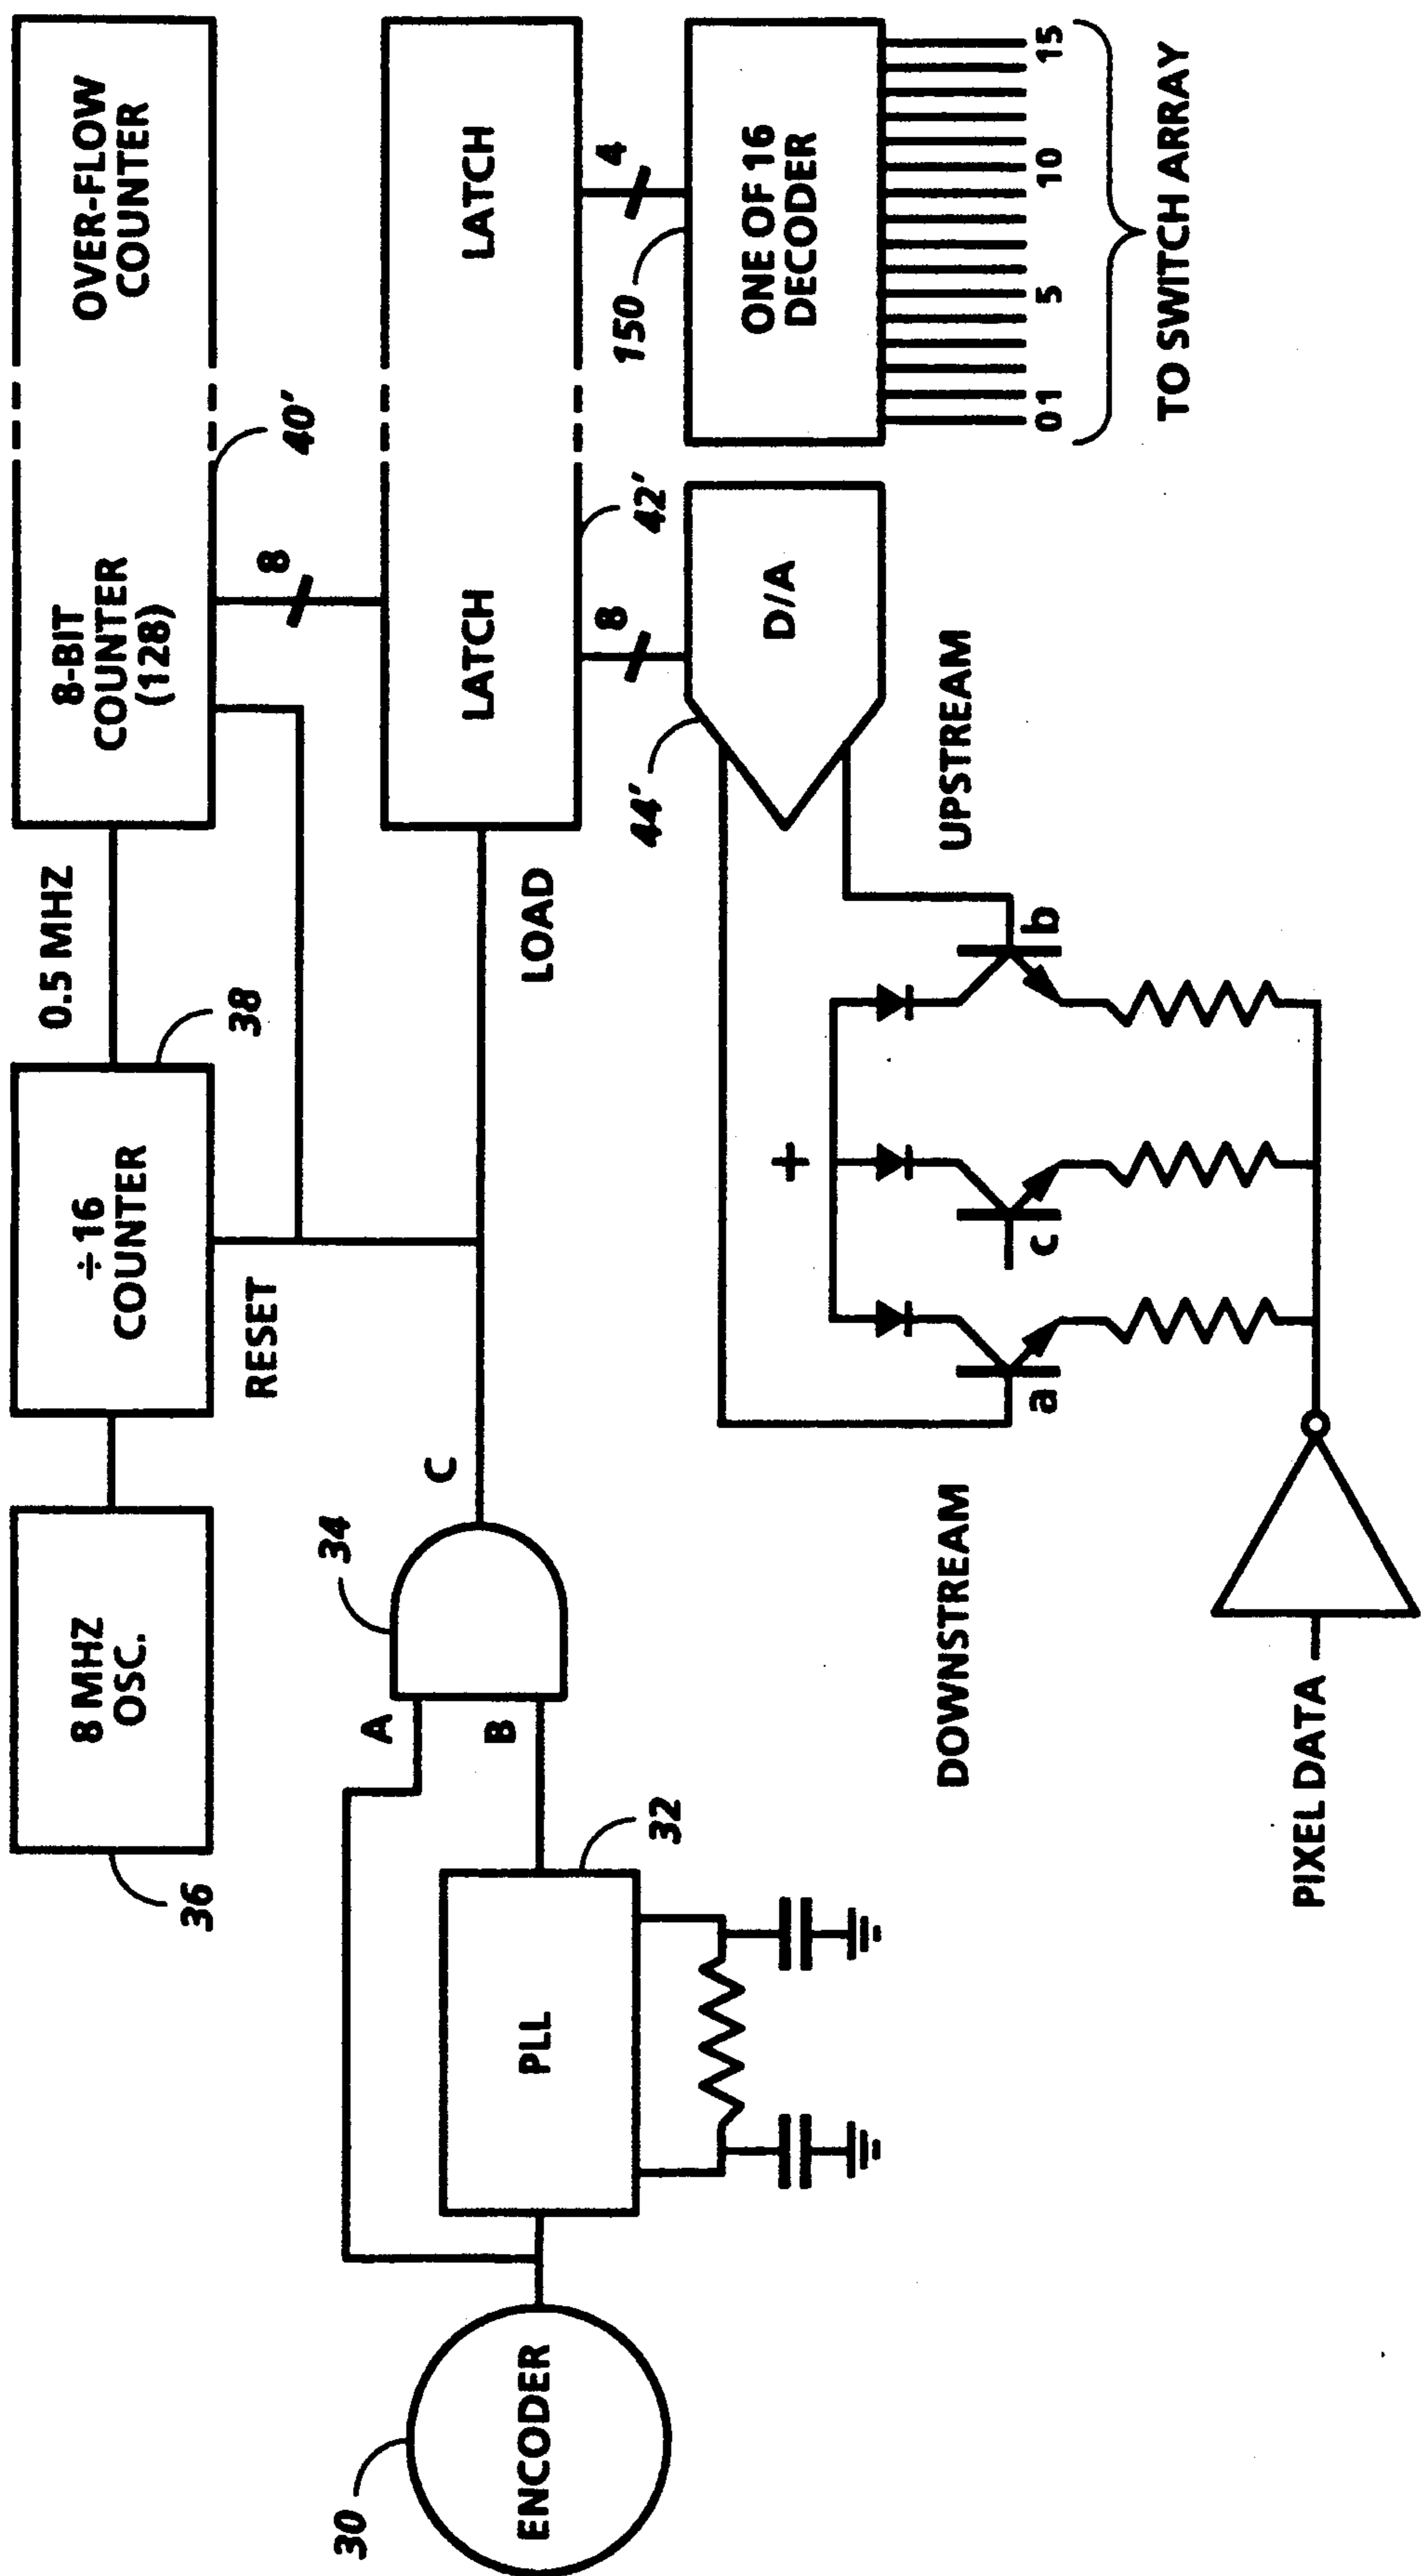 36
8 MHZ
OSC.
÷ 16
COUNTER
38
0.5 MHZ
8-BIT
COUNTER
(128)
40'
OVER-FLOW
COUNTER
RESET
8
30
ENCODER
PLL
32
A
B
34
C
LOAD
LATCH
LATCH
42'
8
4
44'
D/A
150
ONE OF 16
DECODER
01
5
10
15
TO SWITCH ARRAY
DOWNSTREAM
UPSTREAM
+
a
c
b
PIXEL DATA